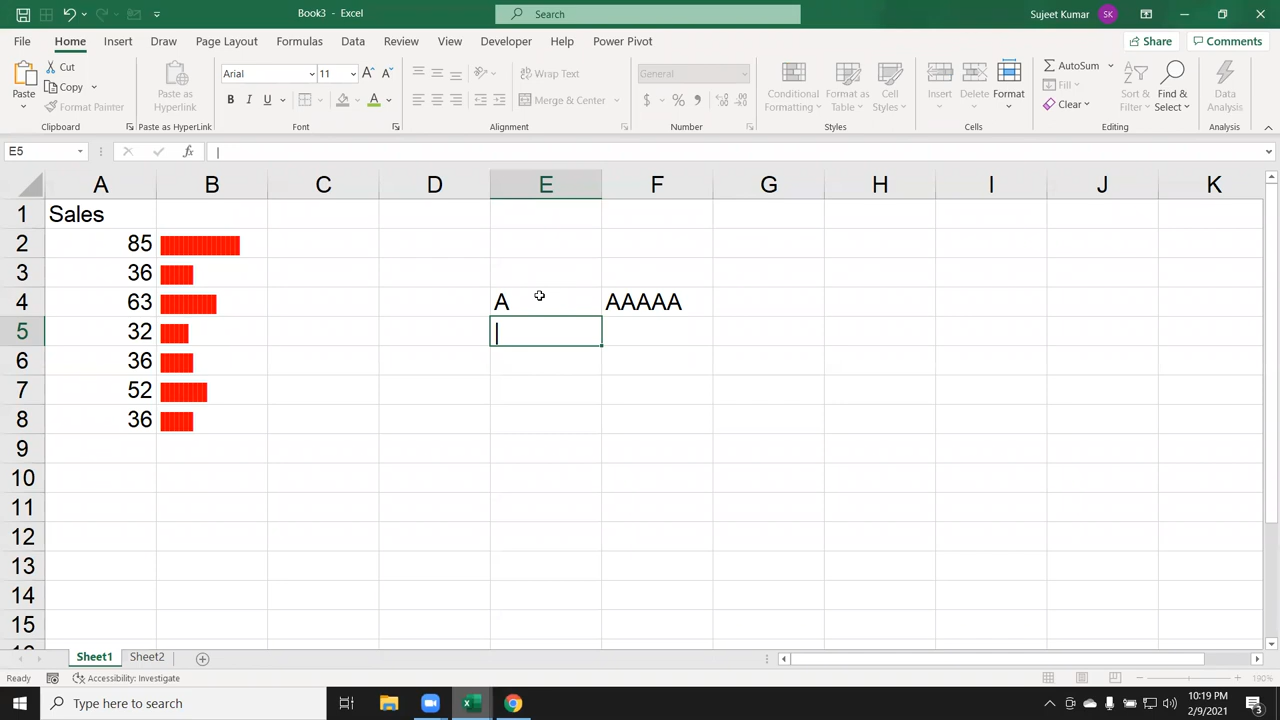 Book3 - Excel
Search
Sujeet Kumar
SK
File
Home
Insert
Draw
Page Layout
Formulas
Data
Review
View
Developer
Help
Power Pivot
Share
Comments
Paste
Cut
Copy
Format Painter
Clipboard
Paste as
Hyperlink
Paste as HyperLink
Arial
11
B I U
Font
Wrap Text
Merge & Center
Alignment
General
$ % ,
Number
Conditional
Formatting
Format as
Table
Cell
Styles
Styles
Insert
Delete
Format
Cells
AutoSum
Fill
Clear
Sort &
Filter
Find &
Select
Editing
Analyze
Data
Analysis
E5
fx
|
A B C D E F G H I J K
1 Sales
2 85
3 36
4 63 A AAAAA
5 32 |
6 36
7 52
8 36
9
10
11
12
13
14
15
Sheet1
Sheet2
Ready
Accessibility: Investigate
190%
Type here to search
10:19 PM
2/9/2021
3